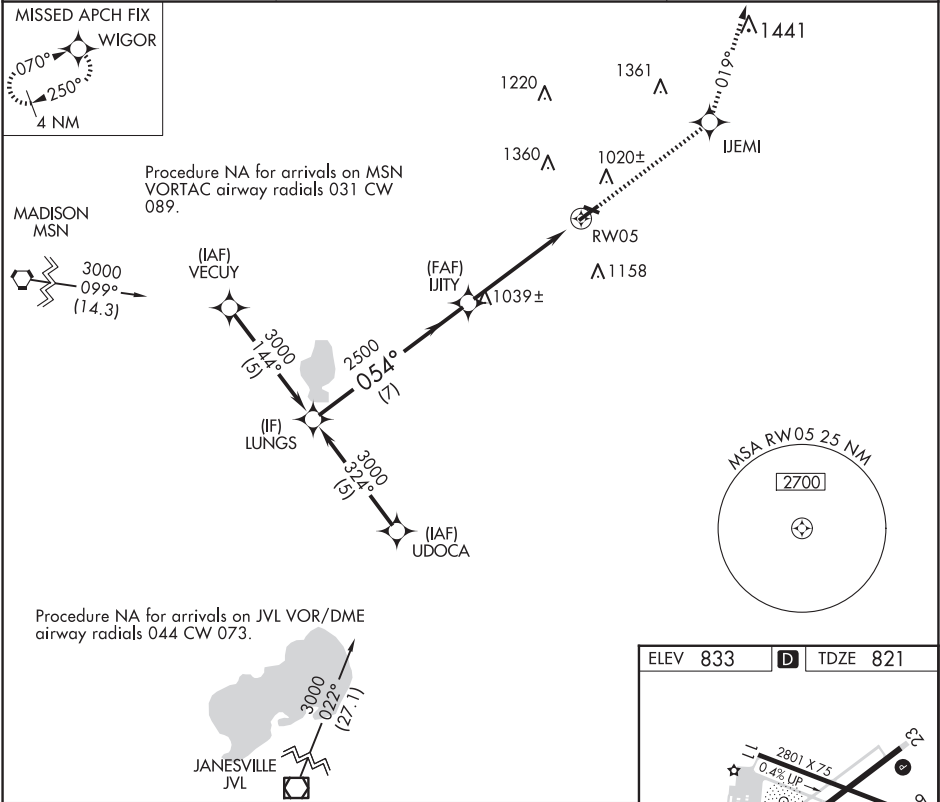 MISSED APCH FIX
WIGOR
070°
250°
4 NM
1441
019°
1220
1361
IJEMI
1360
1020±
Procedure NA for arrivals on MSN
VORTAC airway radials 031 CW
089.
MADISON
MSN
3000
099°
(14.3)
(IAF)
VECUY
(FAF)
IJITY
RW05
1158
1039±
3000
144°
(5)
2500
054°
(7)
(IF)
LUNGS
3000
324°
(5)
(IAF)
UDOCA
MSA RW05 25 NM
2700
Procedure NA for arrivals on JVL VOR/DME
airway radials 044 CW 073.
3000
022°
(27.1)
JANESVILLE
JVL
ELEV 833
D
TDZE 821
23
11
2801 X 75
0.4% UP
P